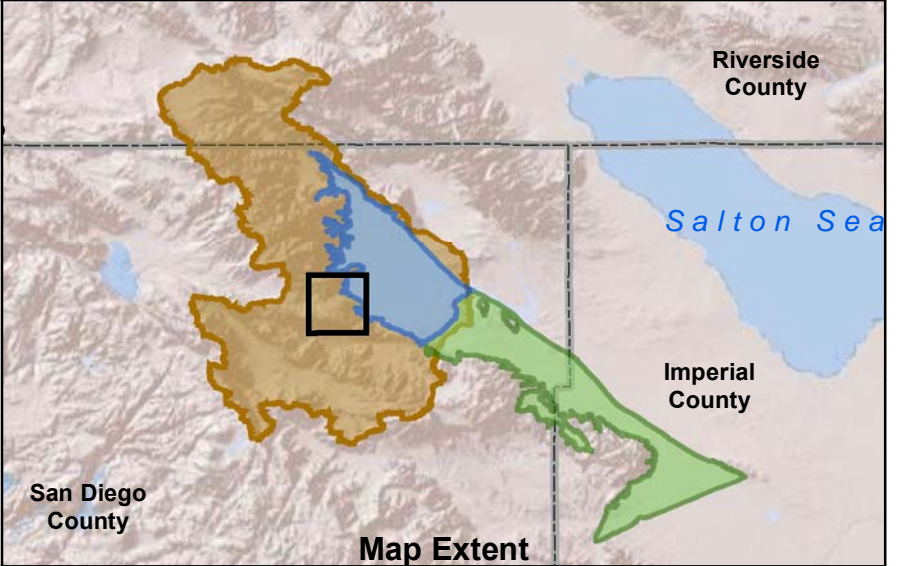 Riverside
County
Salton Sea
Imperial
County
San Diego
County
Map Extent